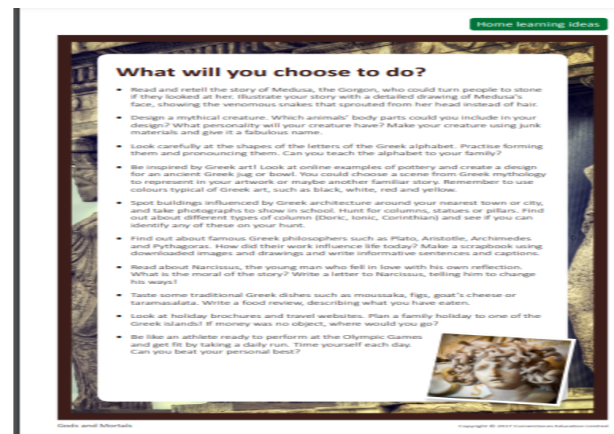 Home learning ideas
What will you choose to do?
• Read and retell the story of Medusa, the Gorgon, who could turn people to stone
if they looked at her. Illustrate your story with a detailed drawing of Medusa's
face, showing the venomous snakes that sprouted from her head instead of hair.
• Design a mythical creature. Which animals' body parts could you include in your
design? What personality will your creature have? Make your creature using junk
materials and give it a fabulous name.
• Look carefully at the shapes of the letters of the Greek alphabet. Practise forming
them and pronouncing them. Can you teach the alphabet to your family?
• Be inspired by Greek art! Look at online examples of pottery and create a design
for an ancient Greek jug or bowl. You could choose a scene from Greek mythology
to represent in your artwork or maybe another familiar story. Remember to use
colours typical of Greek art, such as black, white, red and yellow.
• Spot buildings influenced by Greek architecture around your nearest town or city,
and take photographs to show in school. Hunt for columns, statues or pillars. Find
out about different types of column (Doric, Ionic, Corinthian) and see if you can
identify any of these on your hunt.
• Find out about famous Greek philosophers such as Plato, Aristotle, Archimedes
and Pythagoras. How did their work influence life today? Make a scrapbook using
downloaded images and drawings and write informative sentences and captions.
• Read about Narcissus, the young man who fell in love with his own reflection.
What is the moral of the story? Write a letter to Narcissus, telling him to change
his ways!
• Taste some traditional Greek dishes such as moussaka, figs, goat's cheese or
taramasalata. Write a food review, describing what you have eaten.
• Look at holiday brochures and travel websites. Plan a family holiday to one of the
Greek islands! If money was no object, where would you go?
• Be like an athlete ready to perform at the Olympic Games
and get fit by taking a daily run. Time yourself each day.
Can you beat your personal best?
Gods and Mortals
Copyright © 2017 Cornerstones Education Limited